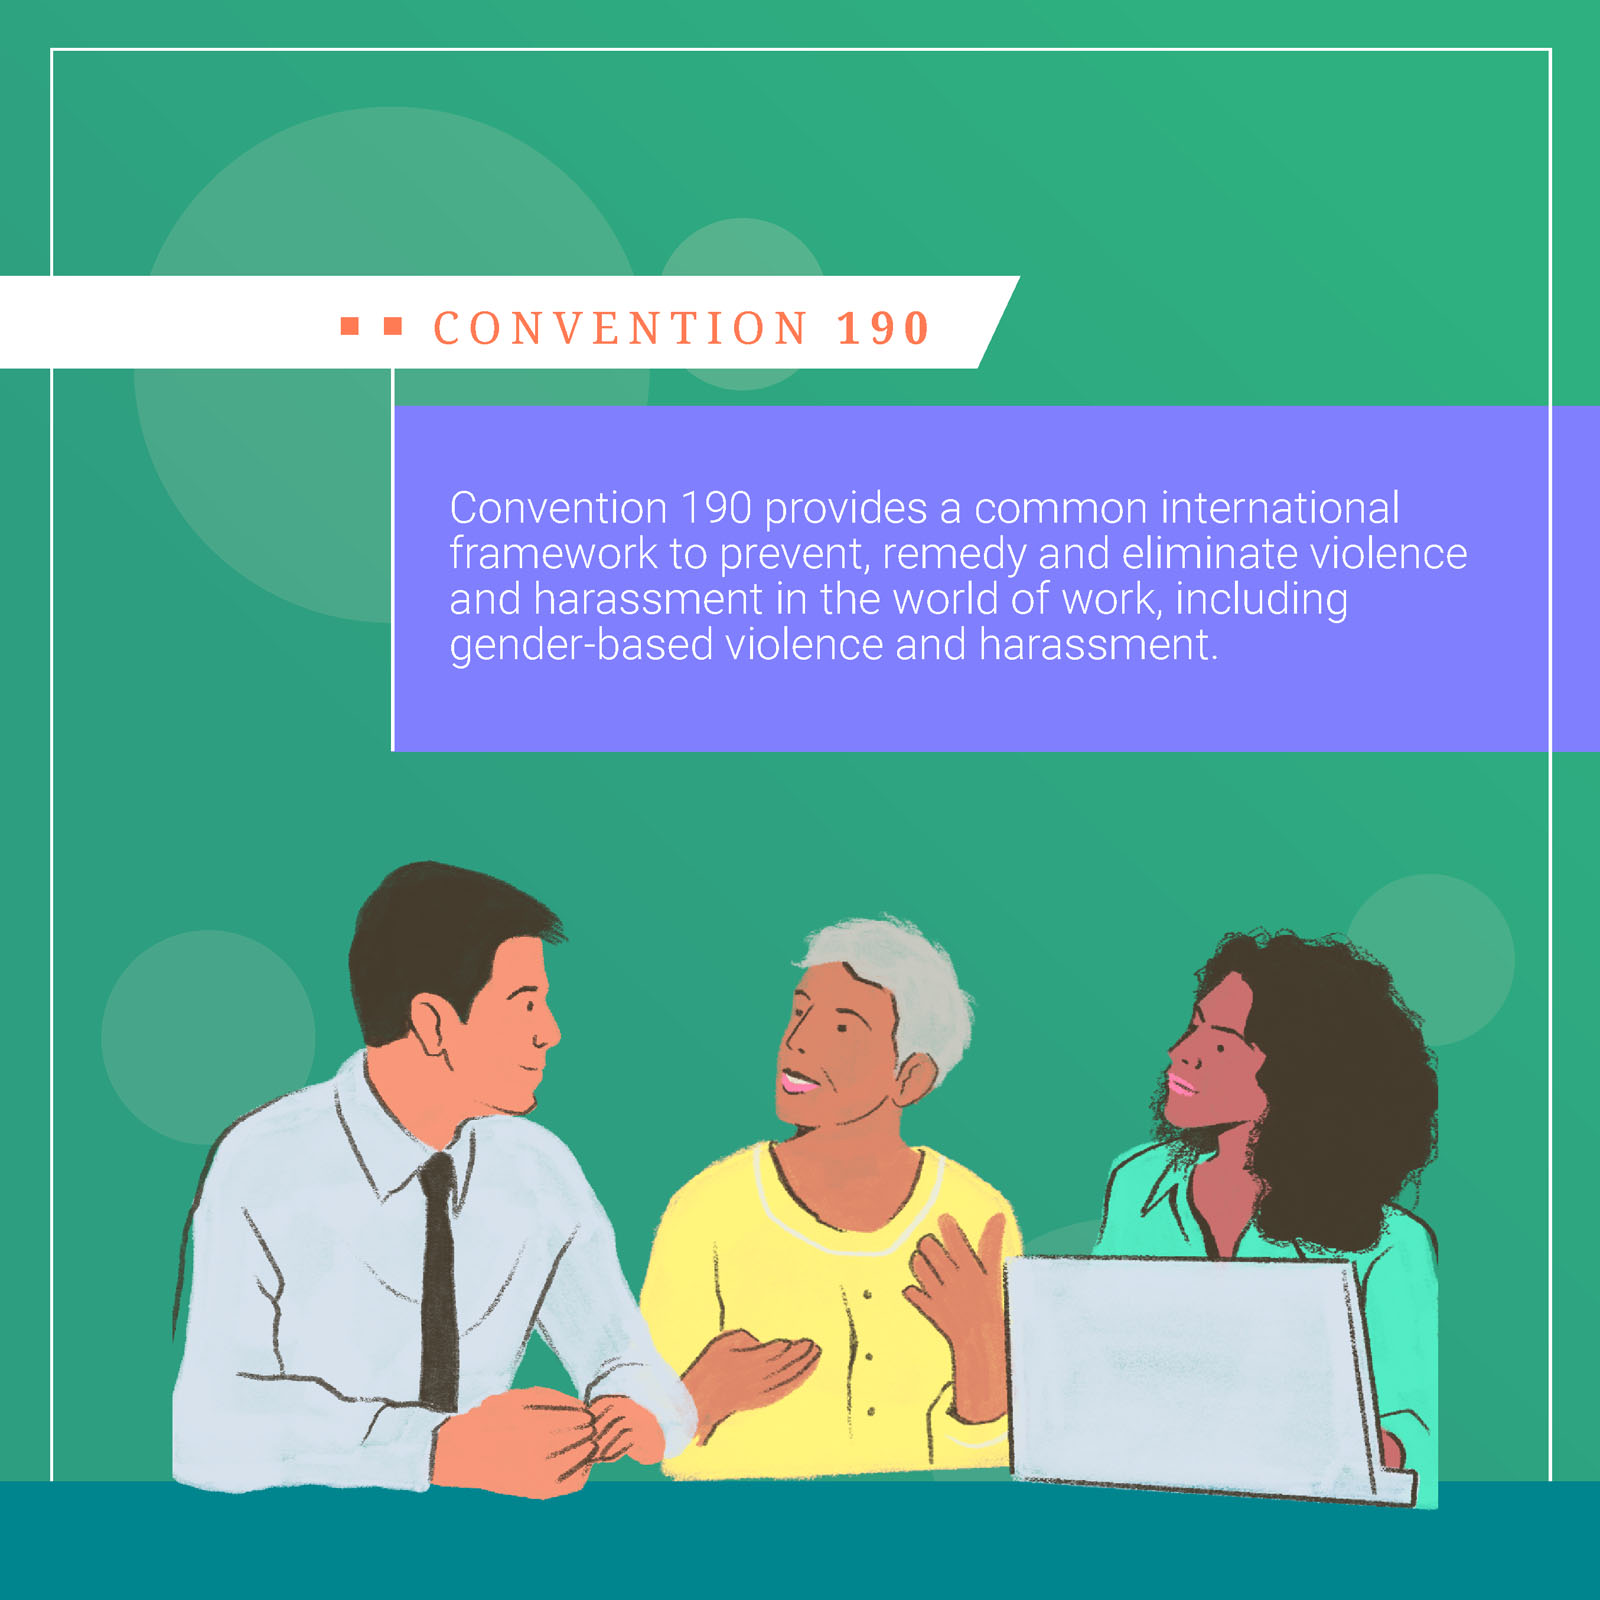 CONVENTION 190
Convention 190 provides a common international
framework to prevent, remedy and eliminate violence
and harassment in the world of work, including
gender-based violence and harassment.